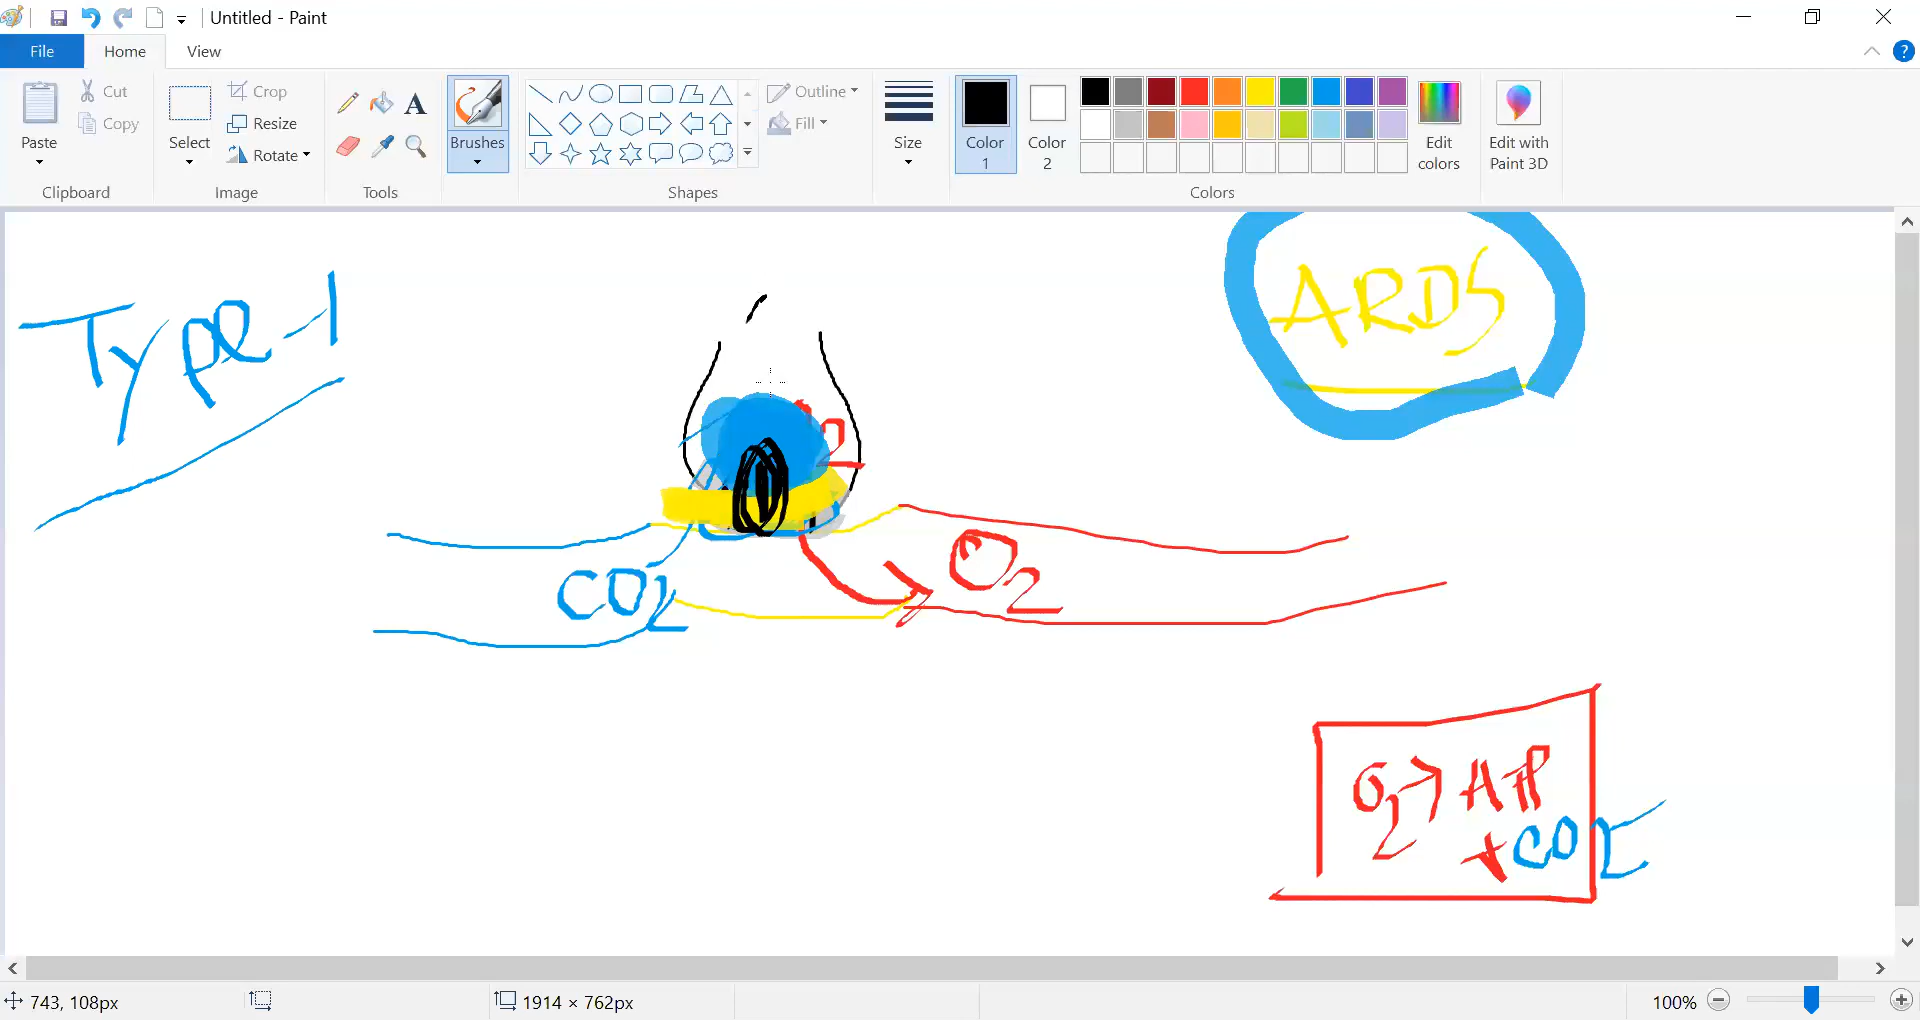 Untitled - Paint
File
Home
View
Paste
Cut
Copy
Clipboard
Select
Crop
Resize
Rotate
Image
A
Tools
Brushes
Shapes
Outline
Fill
Size
Color 1
Color 2
Colors
Edit colors
Edit with Paint 3D
Type-1
ARDS
2
CO2
O2
O2→ATP
+CO2
743, 108px
1914 × 762px
100%